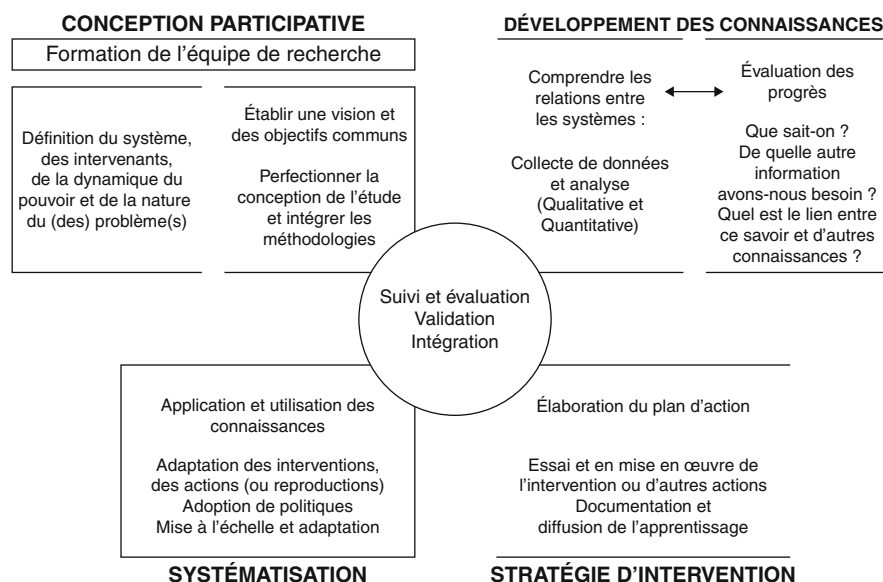 CONCEPTION PARTICIPATIVE
Formation de l’équipe de recherche
Définition du système,
des intervenants,
de la dynamique du
pouvoir et de la nature
du (des) problème(s)
Établir une vision et
des objectifs communs
Perfectionner la
conception de l’étude
et intégrer les
méthodologies
DÉVELOPPEMENT DES CONNAISSANCES
Comprendre les
relations entre
les systèmes :
Collecte de données
et analyse
(Qualitative et
Quantitative)
Évaluation des
progrès
Que sait-on ?
De quelle autre
information
avons-nous besoin ?
Quel est le lien entre
ce savoir et d’autres
connaissances ?
Suivi et évaluation
Validation
Intégration
Application et utilisation des
connaissances
Adaptation des interventions,
des actions (ou reproductions)
Adoption de politiques
Mise à l’échelle et adaptation
SYSTÉMATISATION
Élaboration du plan d’action
Essai et en mise en œuvre de
l’intervention ou d’autres actions
Documentation et
diffusion de l’apprentissage
STRATÉGIE D’INTERVENTION